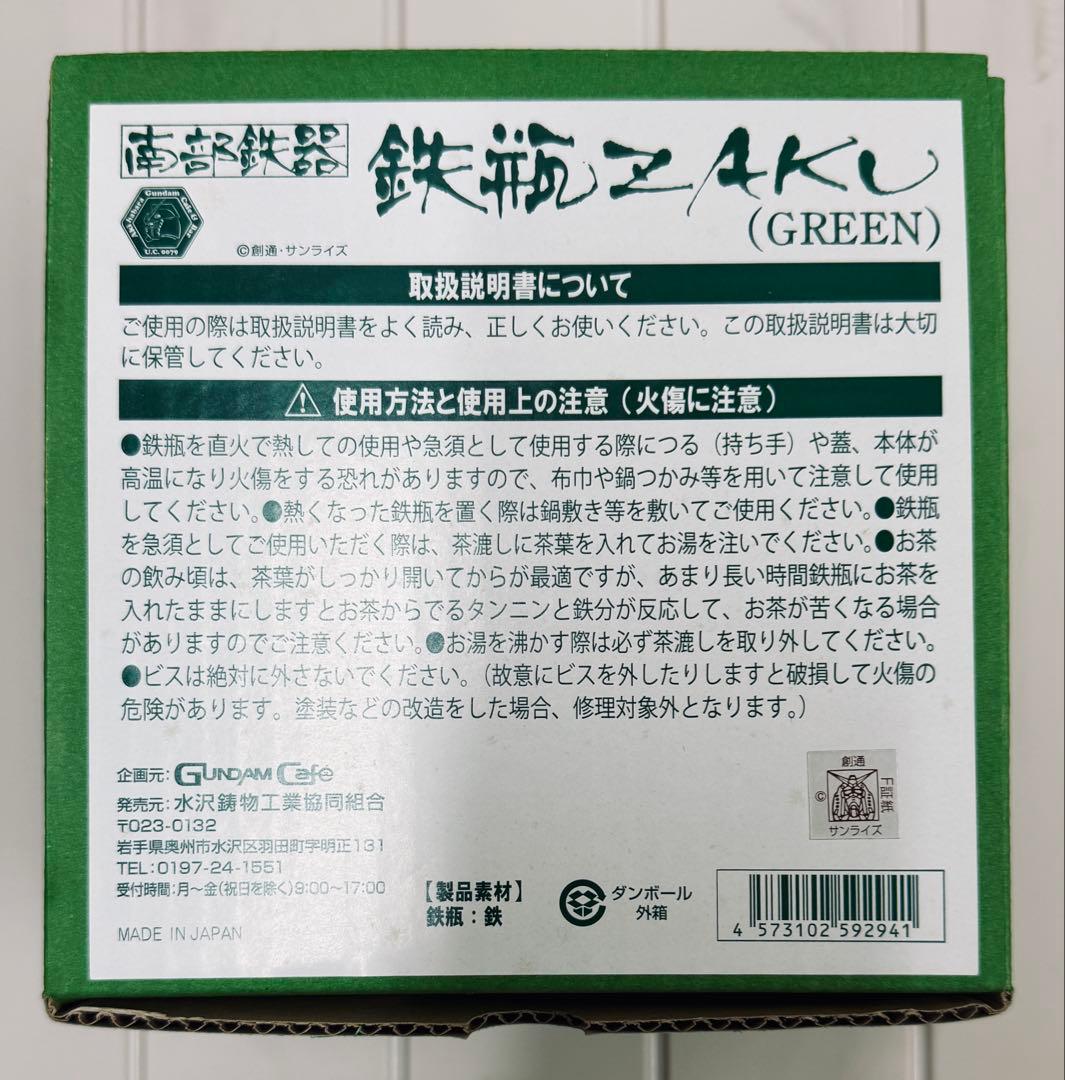 南部鉄器
鉄瓶ZAKU
(GREEN)
Akihabara Gundam Cafe & Bar
U.C. 0079
©創通・サンライズ
取扱説明書について
ご使用の際は取扱説明書をよく読み、正しくお使いください。この取扱説明書は大切
に保管してください。
使用方法と使用上の注意（火傷に注意）
●鉄瓶を直火で熱しての使用や急須として使用する際につる（持ち手）や蓋、本体が
高温になり火傷をする恐れがありますので、布巾や鍋つかみ等を用いて注意して使用
してください。●熱くなった鉄瓶を置く際は鍋敷き等を敷いてご使用ください。●鉄瓶
を急須としてご使用いただく際は、茶漉しに茶葉を入れてお湯を注いでください。●お茶
の飲み頃は、茶葉がしっかり開いてからが最適ですが、あまり長い時間鉄瓶にお茶を
入れたままにしますとお茶からでるタンニンと鉄分が反応して、お茶が苦くなる場合
がありますのでご注意ください。●お湯を沸かす際は必ず茶漉しを取り外してください。
●ビスは絶対に外さないでください。（故意にビスを外したりしますと破損して火傷の
危険があります。塗装などの改造をした場合、修理対象外となります。）
企画元：GUNDAM Café
発売元：水沢鋳物工業協同組合
〒023-0132
岩手県奥州市水沢区羽田町字明正131
TEL:0197-24-1551
受付時間：月～金(祝日を除く)9:00～17:00
MADE IN JAPAN
【製品素材】
鉄瓶：鉄
ダンボール
外箱
創通
©
サンライズ
F証紙
4 573102 592941